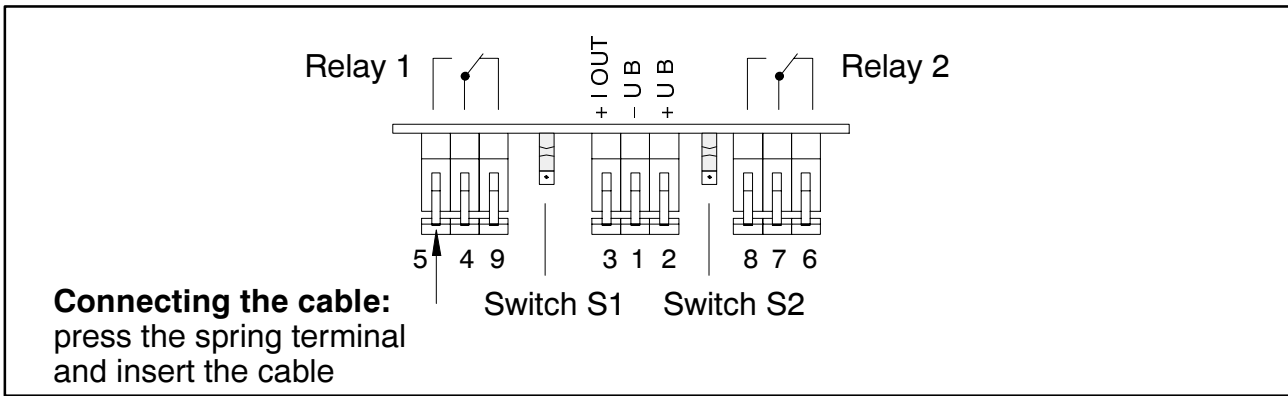 Relay 1
+ I OUT
– U B
+ U B
Relay 2
5 4 9 3 1 2 8 7 6
Switch S1 Switch S2
Connecting the cable:
press the spring terminal
and insert the cable